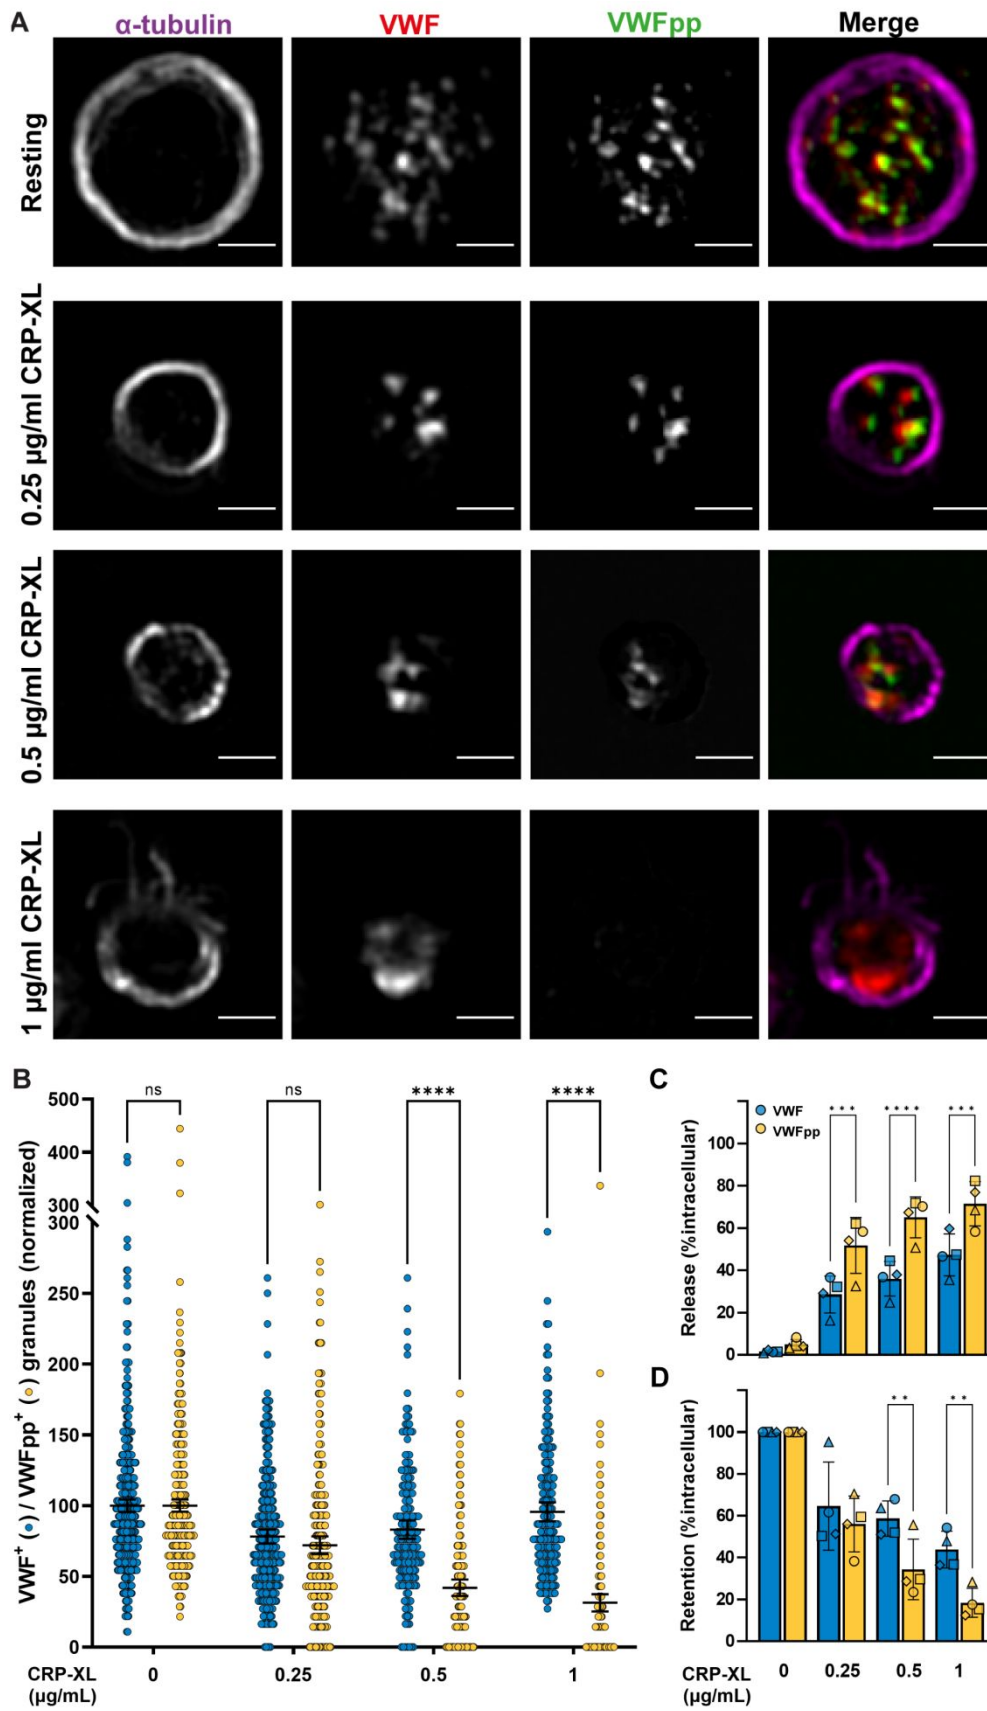 A
α-tubulin VWF VWFpp Merge
Resting
0.25 µg/ml CRP-XL
0.5 µg/ml CRP-XL
1 µg/ml CRP-XL
B
VWF⁺ (●) / VWFpp⁺ (●) granules (normalized)
500
400
300
300
250
200
150
100
50
0
ns ns **** ****
CRP-XL 0 0.25 0.5 1
(µg/mL)
C
Release (%intracellular)
100
80
60
40
20
0
VWF
VWFpp
*** **** ***
D
Retention (%intracellular)
100
80
60
40
20
0
** **
CRP-XL 0 0.25 0.5 1
(µg/mL)